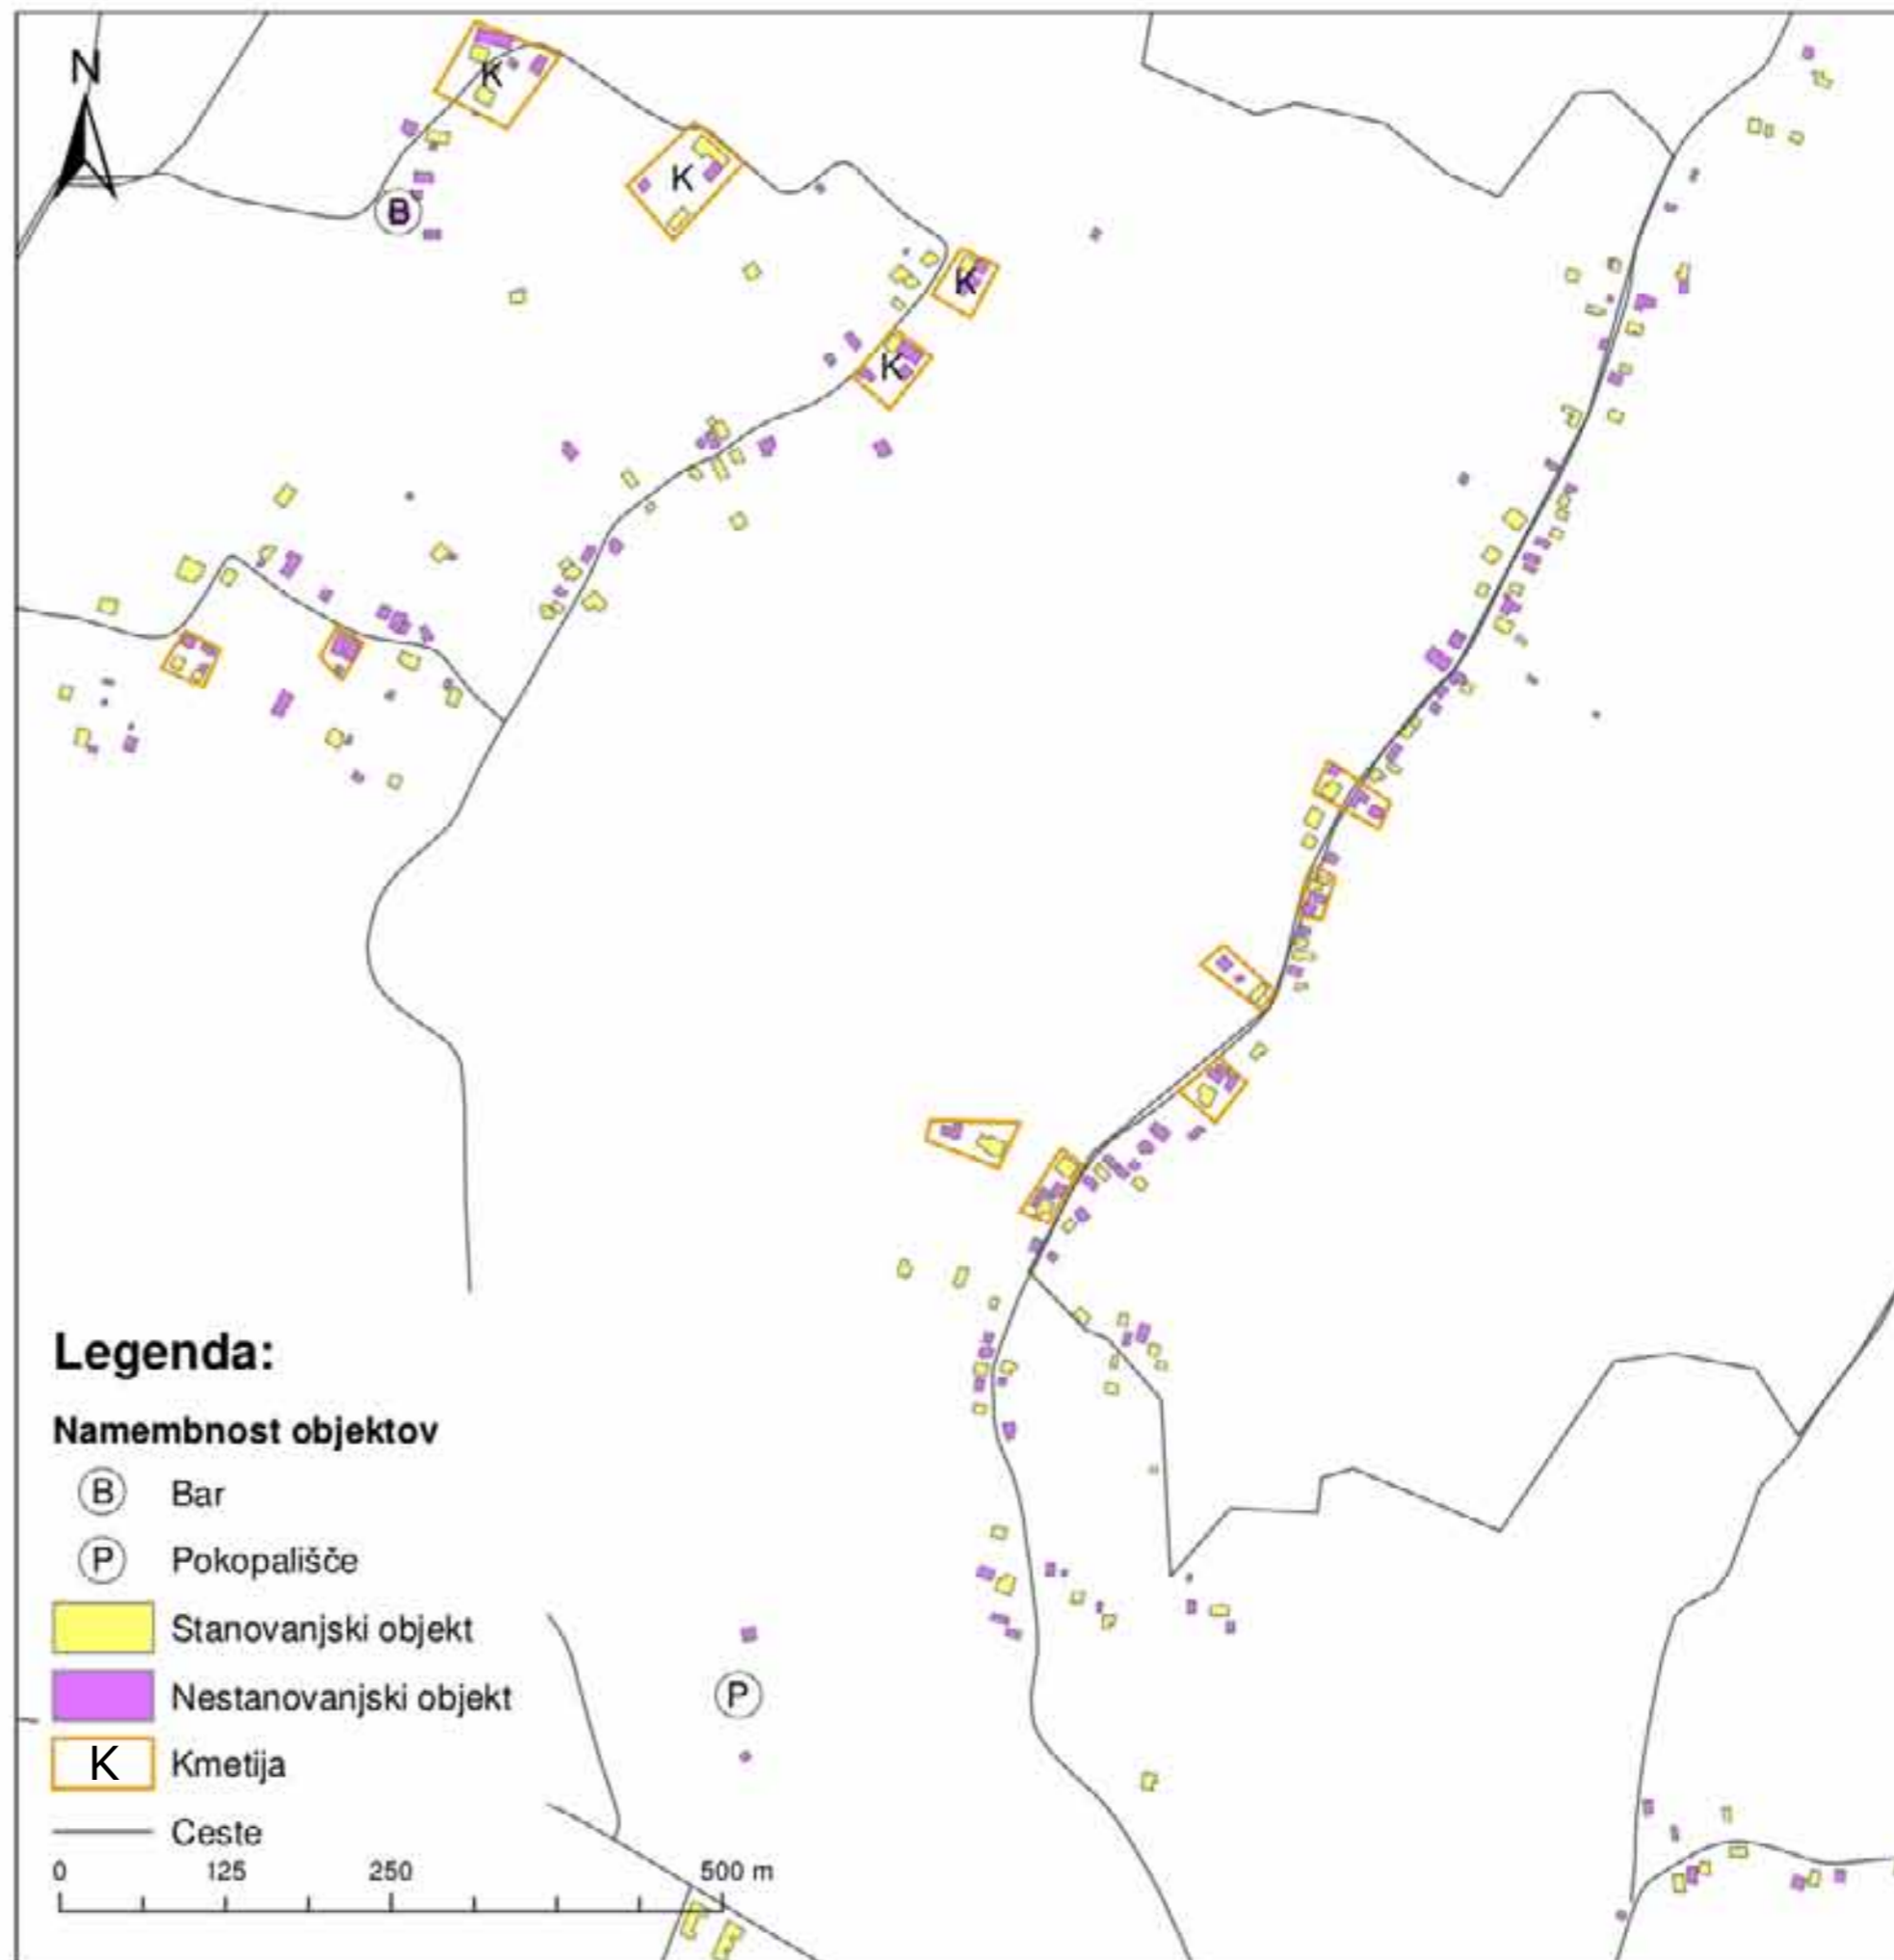 N
K
K
B
K
K
Legenda:
Namembnost objektov
B Bar
P Pokopališče
Stanovanjski objekt
Nestanovanjski objekt
P
K Kmetija
Ceste
0 125 250 500 m